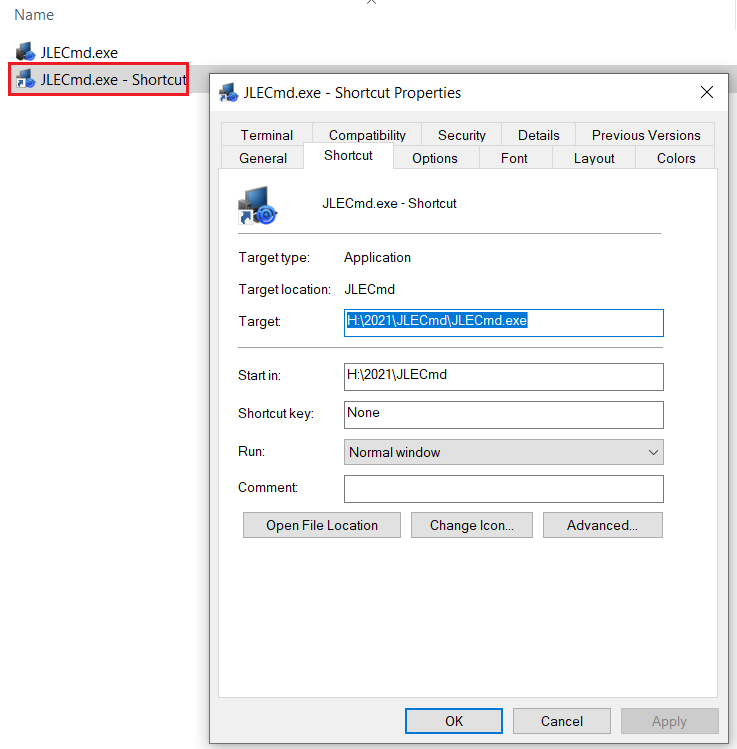 Name
JLECmd.exe
JLECmd.exe - Shortcut
JLECmd.exe - Shortcut Properties
Terminal Compatibility Security Details Previous Versions
General Shortcut Options Font Layout Colors
JLECmd.exe - Shortcut
Target type: Application
Target location: JLECmd
Target: H:\2021\JLECmd\JLECmd.exe
Start in: H:\2021\JLECmd
Shortcut key: None
Run: Normal window
Comment:
Open File Location Change Icon... Advanced...
OK Cancel Apply